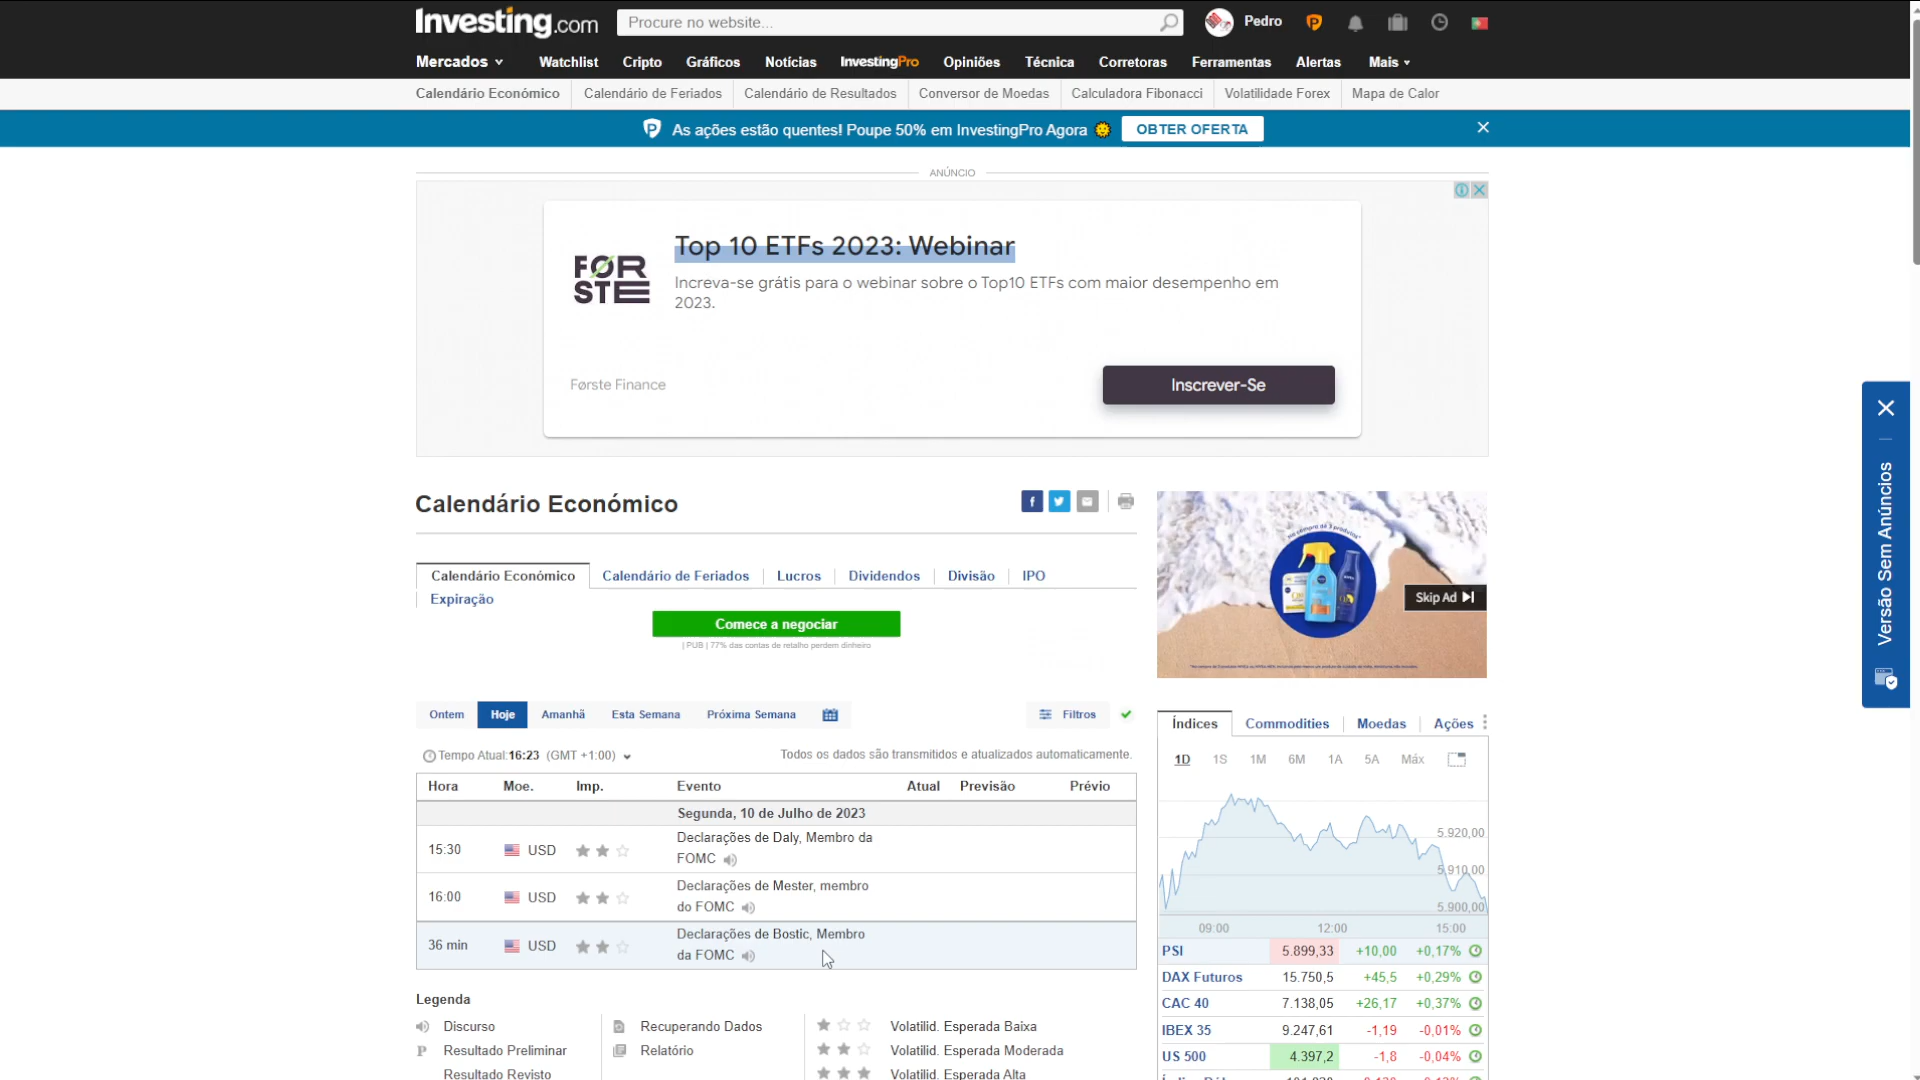 Investing.com
Procure no website...
Pedro
Mercados
Watchlist
Cripto
Gráficos
Notícias
InvestingPro
Opiniões
Técnica
Corretoras
Ferramentas
Alertas
Mais
Calendário Económico
Calendário de Feriados
Calendário de Resultados
Conversor de Moedas
Calculadora Fibonacci
Volatilidade Forex
Mapa de Calor
As ações estão quentes! Poupe 50% em InvestingPro Agora
OBTER OFERTA
ANÚNCIO
FØR
STE
Top 10 ETFs 2023: Webinar
Increva-se grátis para o webinar sobre o Top10 ETFs com maior desempenho em
2023.
Første Finance
Inscrever-Se
Versão Sem Anúncios
Calendário Económico
Calendário Económico
Calendário de Feriados
Lucros
Dividendos
Divisão
IPO
Expiração
Comece a negociar
| PUB | 77% das contas de retalho perdem dinheiro
Skip Ad
Ontem
Hoje
Amanhã
Esta Semana
Próxima Semana
Filtros
Tempo Atual:16:23 (GMT +1:00)
Todos os dados são transmitidos e atualizados automaticamente.
Hora Moe. Imp. Evento Atual Previsão Prévio
Segunda, 10 de Julho de 2023
15:30 USD Declarações de Daly, Membro da
FOMC
16:00 USD Declarações de Mester, membro
do FOMC
36 min USD Declarações de Bostic, Membro
da FOMC
Legenda
Discurso
Resultado Preliminar
Resultado Revisto
Recuperando Dados
Relatório
Volatilid. Esperada Baixa
Volatilid. Esperada Moderada
Volatilid. Esperada Alta
Índices
Commodities
Moedas
Ações
1D 1S 1M 6M 1A 5A Máx
5.920,00
5.910,00
5.900,00
09:00 12:00 15:00
PSI 5.899,33 +10,00 +0,17%
DAX Futuros 15.750,5 +45,5 +0,29%
CAC 40 7.138,05 +26,17 +0,37%
IBEX 35 9.247,61 -1,19 -0,01%
US 500 4.397,2 -1,8 -0,04%